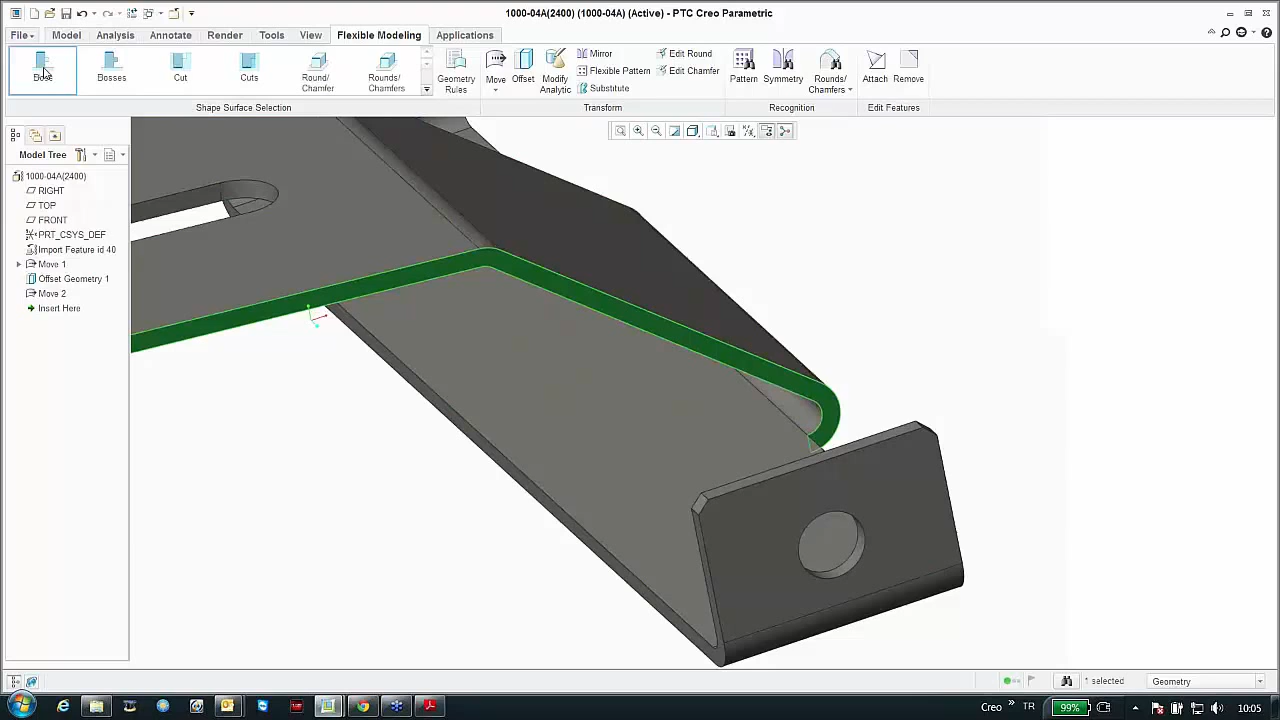 1000-04A(2400) (1000-04A) (Active) - PTC Creo Parametric
File Model Analysis Annotate Render Tools View Flexible Modeling Applications
Bosses Cut Cuts Round/ Chamfer Rounds/ Chamfers Geometry Rules
Move Offset Modify Analytic
Mirror Edit Round
Flexible Pattern Edit Chamfer
Substitute
Pattern Symmetry Rounds/ Chamfers
Attach Remove
Shape Surface Selection Transform Recognition Edit Features
Model Tree
1000-04A(2400)
RIGHT
TOP
FRONT
PRT_CSYS_DEF
Import Feature id 40
Move 1
Offset Geometry 1
Move 2
Insert Here
1 selected Geometry
Creo » TR 99% 10:05